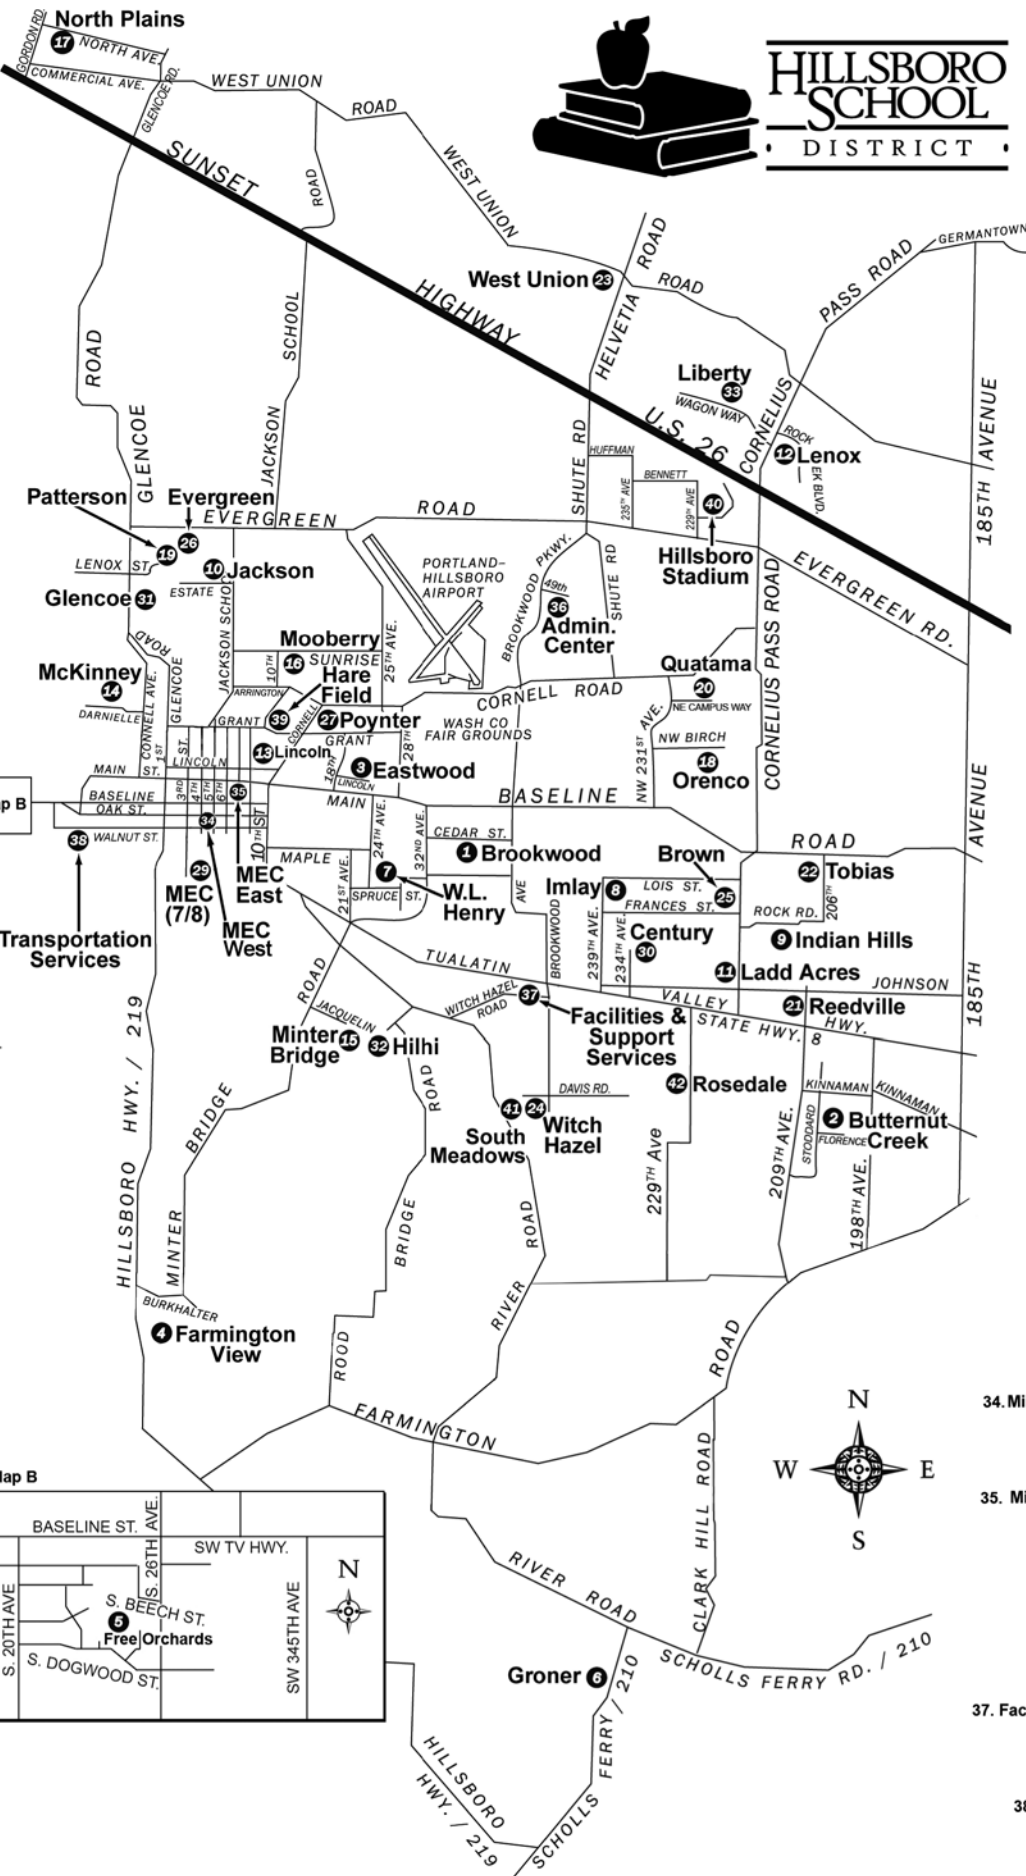 North Plains
17
GORDON RD.
NORTH AVE.
COMMERCIAL AVE.
GLENCOE RD.
WEST UNION
ROAD
HILLSBORO
SCHOOL
DISTRICT
SUNSET
ROAD
WEST UNION
HELVETIA
ROAD
West Union 23
ROAD
PASS ROAD
GERMANTOWN
HIGHWAY
SCHOOL
ROAD
Liberty
33
WAGON WAY
CORNELIUS
185TH AVENUE
U.S. 26
ROCK
EK BLVD.
12 Lenox
GLENCOE
JACKSON
SHUTE RD
HUFFMAN
BENNETT
235TH AVE
229TH AVE
40
Hillsboro
Stadium
Patterson
Evergreen
EVERGREEN
ROAD
19
26
LENOX ST.
10 Jackson
ESTATE
Glencoe 31
JACKSON SCHOOL
PORTLAND–
HILLSBORO
AIRPORT
BROOKWOOD PKWY.
SHUTE RD
49th
36
Admin.
Center
EVERGREEN RD.
CORNELIUS PASS ROAD
ROAD
Mooberry
16
10TH
SUNRISE
25TH AVE.
McKinney
14
DARNIELLE
CONNELL AVE.
GLENCOE
ARRINGTON
Hare
Field
39
GRANT
CORNELL
27 Poynter
CORNELL ROAD
WASH CO
FAIR GROUNDS
28TH
Quatama
20
NE CAMPUS WAY
NW 231ST AVE.
NW BIRCH
18
Orenco
1ST
ST.
LINCOLN
13 Lincoln
GRANT
18TH
3 Eastwood
LINCOLN
MAIN ST.
3RD
4TH
5TH
6TH
35
MAIN
BASELINE
ap B
BASELINE
OAK ST.
34
WALNUT ST.
38
10TH ST
24TH AVE.
32ND AVE.
CEDAR ST.
1 Brookwood
ROAD
AVENUE
MAPLE
29
MEC
(7/8)
MEC
East
MEC
West
21ST AVE.
7
SPRUCE ST.
W.L.
Henry
AVE
BROOKWOOD
Imlay 8
LOIS ST.
Brown
25
FRANCES ST.
22 Tobias
206TH
ROCK RD.
Transportation
Services
239TH AVE.
234TH AVE.
Century
30
9 Indian Hills
11 Ladd Acres
JOHNSON
TUALATIN
VALLEY
HWY.
STATE HWY. 8
21 Reedville
185TH
ROAD
JACQUELIN
WITCH HAZEL
ROAD
37
Facilities &
Support
Services
Minter
Bridge 15
32 Hilhi
HILLSBORO HWY. / 219
BRIDGE
MINTER
ROAD
DAVIS RD.
41 24 Witch
Hazel
South
Meadows
42 Rosedale
KINNAMAN
KINNAMAN
2 Butternut
Creek
FLORENCE
STODDARD
229TH Ave
209TH AVE.
198TH AVE.
BRIDGE
ROAD
RIVER
BURKHALTER
4 Farmington
View
ROOD
FARMINGTON
ROAD
CLARK HILL ROAD
N
W
E
S
34. Mi
35. Mi
37. Fac
38
ap B
BASELINE ST.
S. 26TH AVE.
SW TV HWY.
S. 20TH AVE
S. BEECH ST.
5
Free Orchards
S. DOGWOOD ST.
SW 345TH AVE
N
RIVER ROAD
SCHOLLS FERRY RD. / 210
Groner 6
SCHOLLS FERRY / 210
HILLSBORO
HWY. / 219